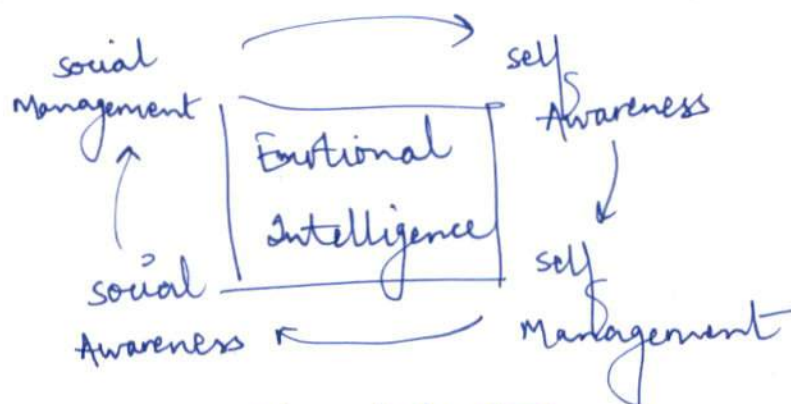 social
Management
self
Awareness
Emotional
Intelligence
social
Awareness
self
Management